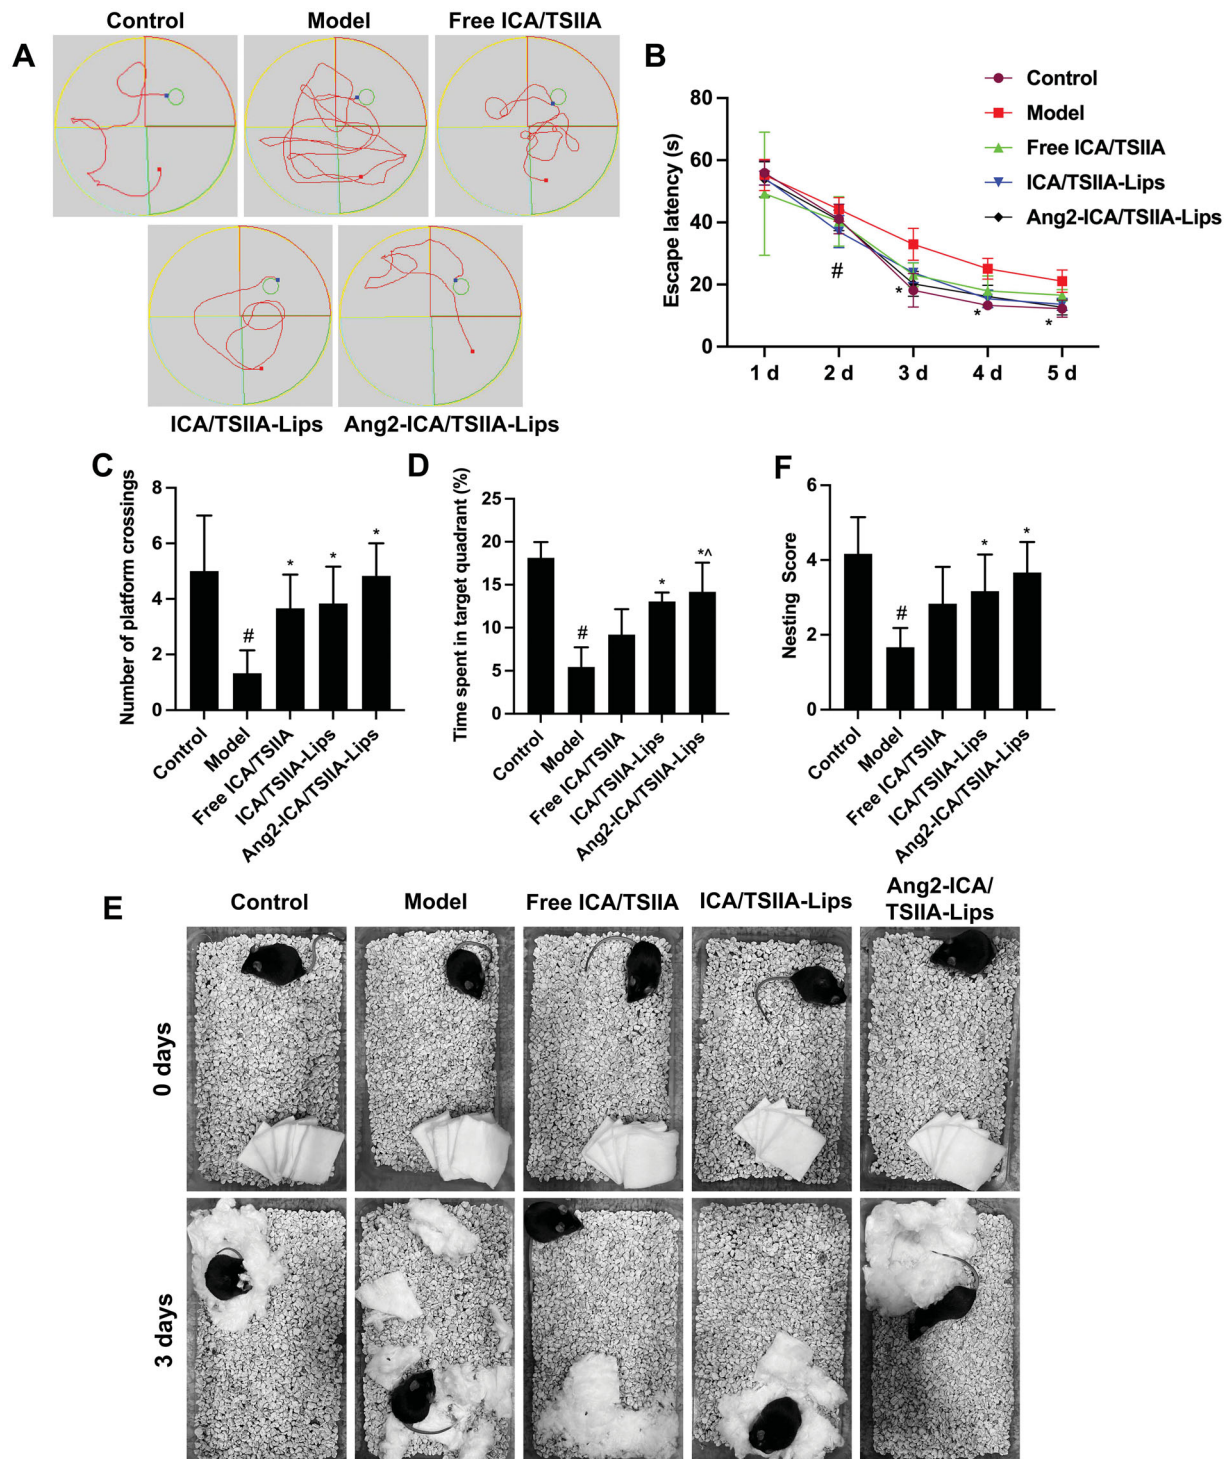 Control
Model
Free ICA/TSIIA
A
ICA/TSIIA-Lips
Ang2-ICA/TSIIA-Lips
B
Escape latency (s)
80
60
40
20
0
1 d
2 d
3 d
4 d
5 d
#
*
*
*
Control
Model
Free ICA/TSIIA
ICA/TSIIA-Lips
Ang2-ICA/TSIIA-Lips
C
Number of platform crossings
8
6
4
2
0
#
*
*
*
Control
Model
Free ICA/TSIIA
ICA/TSIIA-Lips
Ang2-ICA/TSIIA-Lips
D
Time spent in target quadrant (%)
25
20
15
10
5
0
#
*
*^
Control
Model
Free ICA/TSIIA
ICA/TSIIA-Lips
Ang2-ICA/TSIIA-Lips
F
Nesting Score
6
4
2
0
#
*
*
Control
Model
Free ICA/TSIIA
ICA/TSIIA-Lips
Ang2-ICA/TSIIA-Lips
E
Control
Model
Free ICA/TSIIA
ICA/TSIIA-Lips
Ang2-ICA/
TSIIA-Lips
0 days
3 days